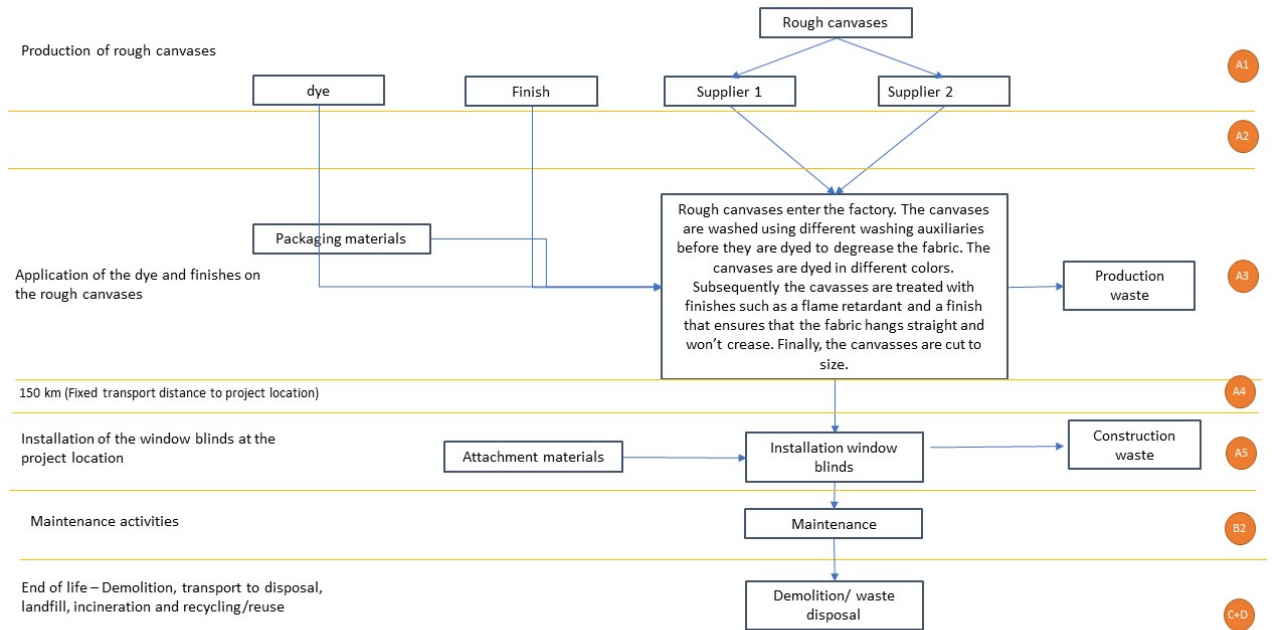 Rough canvases
Production of rough canvases
A1
dye
Finish
Supplier 1
Supplier 2
A2
Rough canvases enter the factory. The canvases
are washed using different washing auxiliaries
before they are dyed to degrease the fabric. The
canvases are dyed in different colors.
Subsequently the cavasses are treated with
finishes such as a flame retardant and a finish
that ensures that the fabric hangs straight and
won't crease. Finally, the canvasses are cut to
size.
Packaging materials
Application of the dye and finishes on
the rough canvases
Production
waste
A3
150 km (Fixed transport distance to project location)
A4
Installation of the window blinds at the
project location
Attachment materials
Installation window
blinds
Construction
waste
A5
Maintenance activities
Maintenance
B2
End of life – Demolition, transport to disposal,
landfill, incineration and recycling/reuse
Demolition/ waste
disposal
C+D